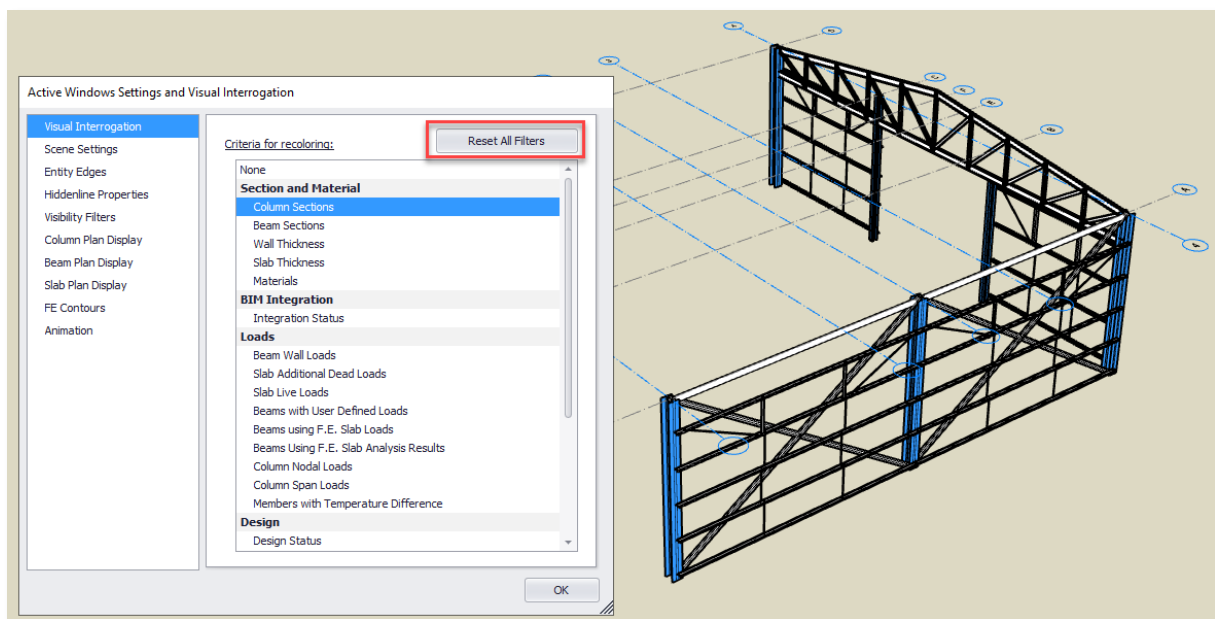 Active Windows Settings and Visual Interrogation
Visual Interrogation
Scene Settings
Entity Edges
Hiddenline Properties
Visibility Filters
Column Plan Display
Beam Plan Display
Slab Plan Display
FE Contours
Animation
Criteria for recoloring:
Reset All Filters
None
Section and Material
Column Sections
Beam Sections
Wall Thickness
Slab Thickness
Materials
BIM Integration
Integration Status
Loads
Beam Wall Loads
Slab Additional Dead Loads
Slab Live Loads
Beams with User Defined Loads
Beams using F.E. Slab Loads
Beams Using F.E. Slab Analysis Results
Column Nodal Loads
Column Span Loads
Members with Temperature Difference
Design
Design Status
OK